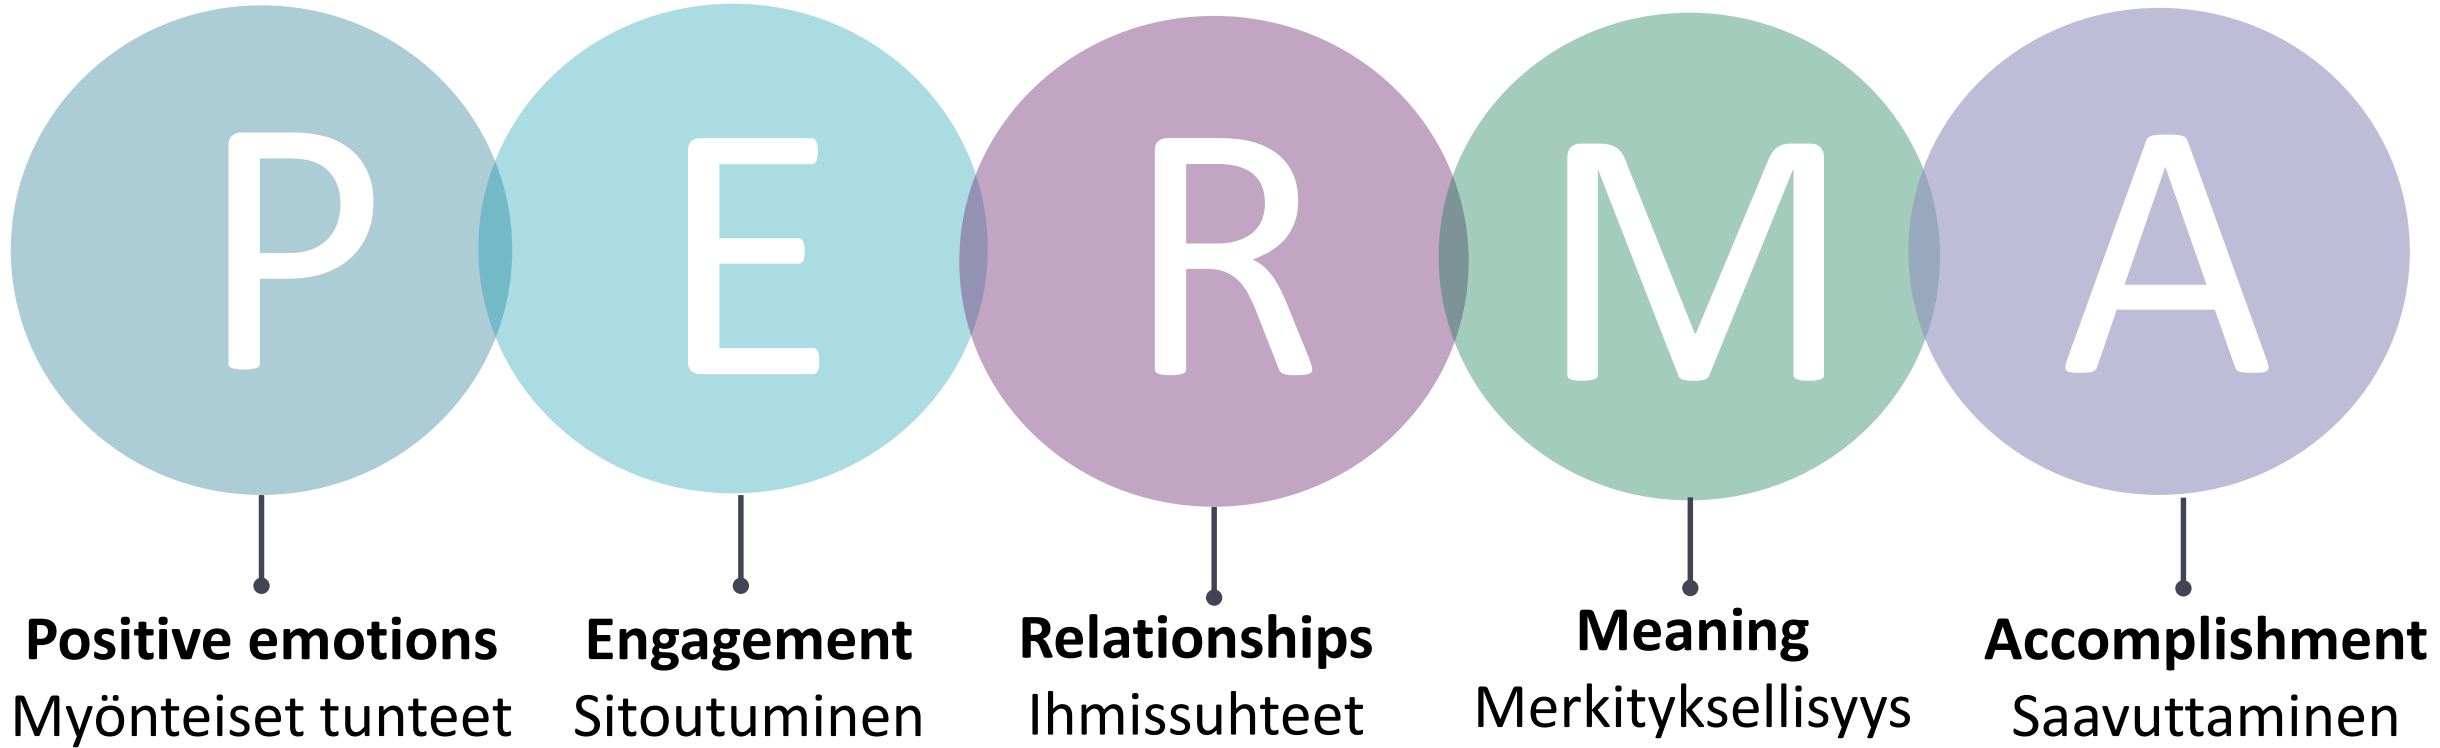 P E R M A
Positive emotions
Myönteiset tunteet
Engagement
Sitoutuminen
Relationships
Ihmissuhteet
Meaning
Merkityksellisyys
Accomplishment
Saavuttaminen